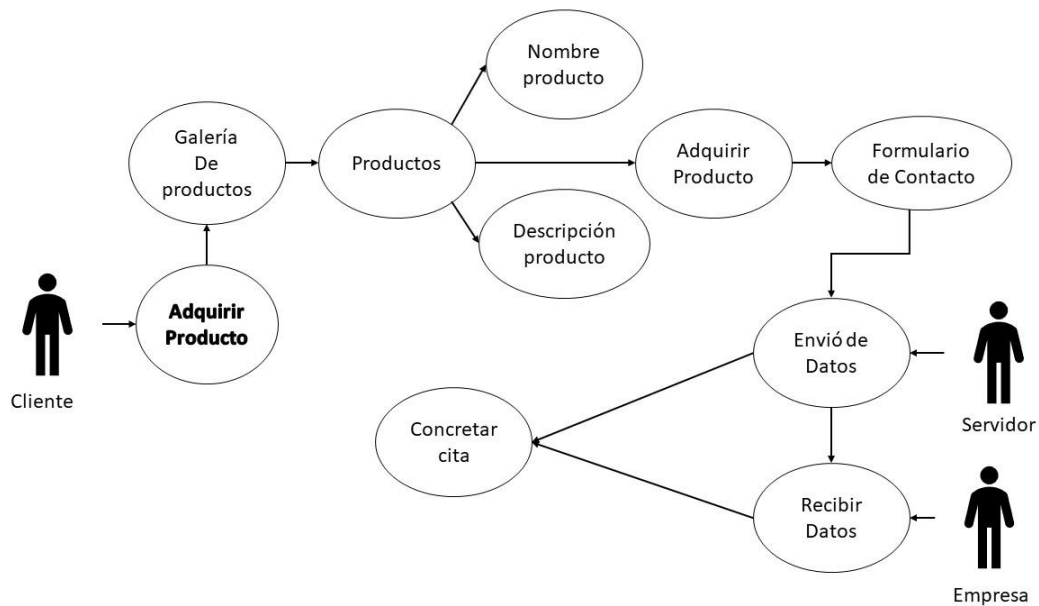 Nombre
producto
Galería
De
productos
Productos
Adquirir
Producto
Formulario
de Contacto
Descripción
producto
Adquirir
Producto
Cliente
Envió de
Datos
Servidor
Concretar
cita
Recibir
Datos
Empresa